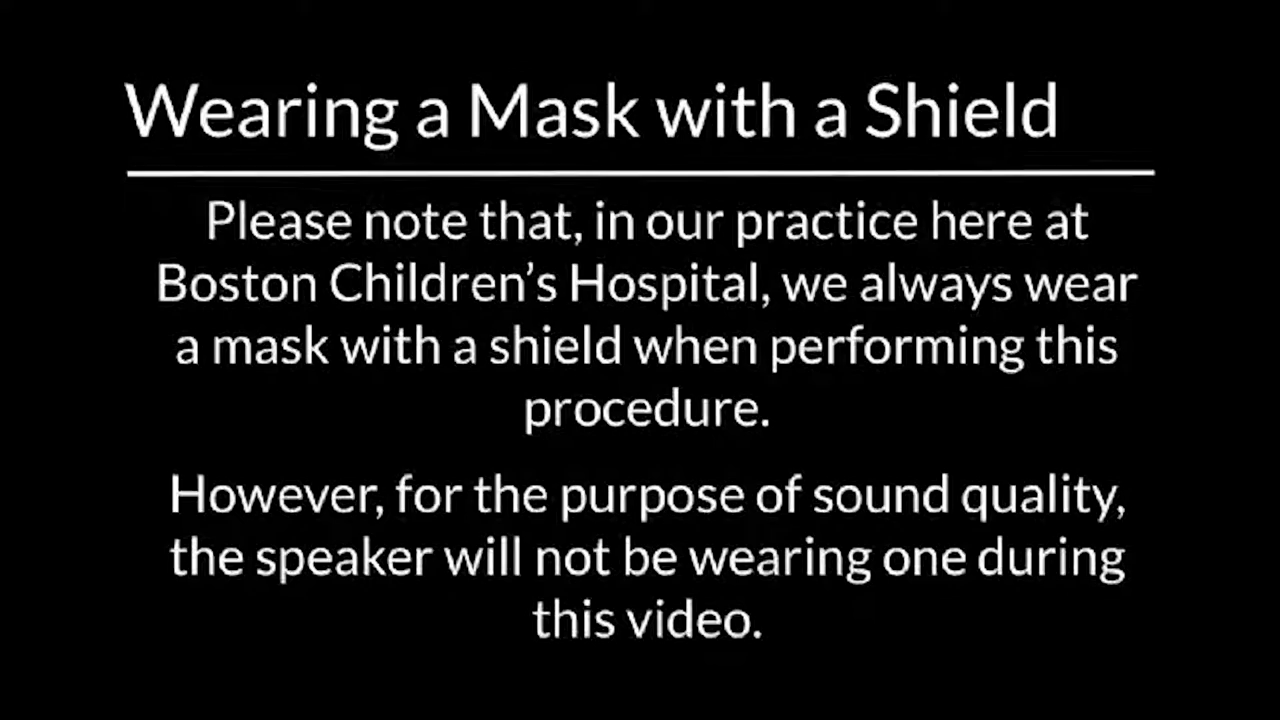 Wearing a Mask with a Shield
Please note that, in our practice here at
Boston Children’s Hospital, we always wear
a mask with a shield when performing this
procedure.
However, for the purpose of sound quality,
the speaker will not be wearing one during
this video.